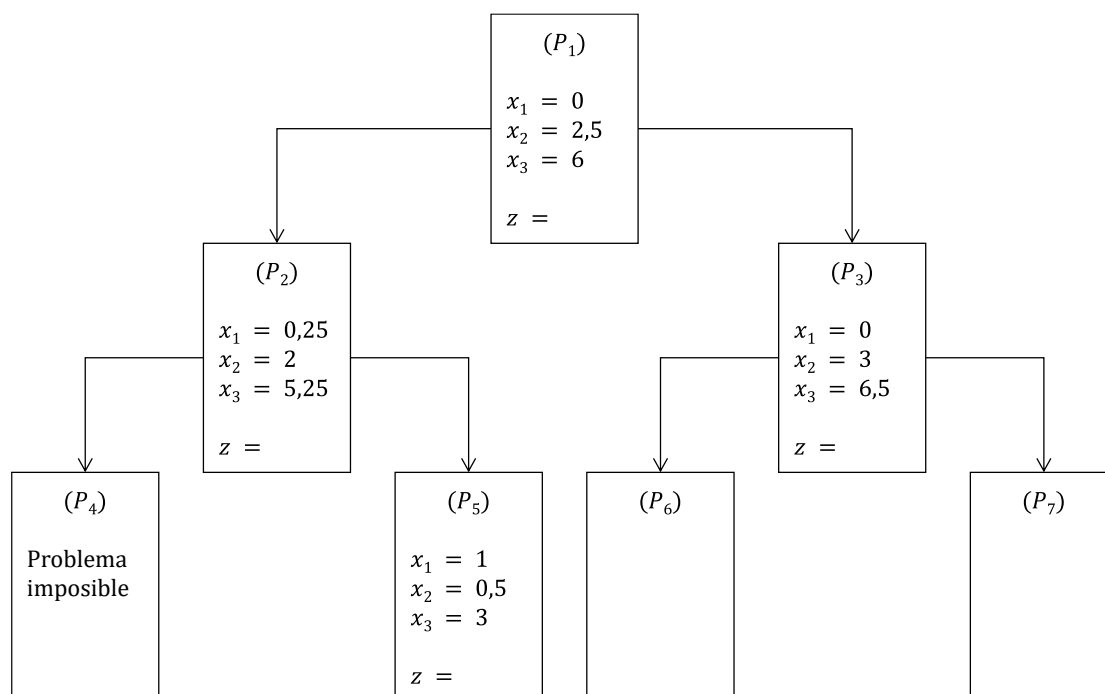 (P₁)
x₁ = 0
x₂ = 2,5
x₃ = 6
z =
(P₂)
x₁ = 0,25
x₂ = 2
x₃ = 5,25
z =
(P₃)
x₁ = 0
x₂ = 3
x₃ = 6,5
z =
(P₄)
Problema
imposible
(P₅)
x₁ = 1
x₂ = 0,5
x₃ = 3
z =
(P₆)
(P₇)